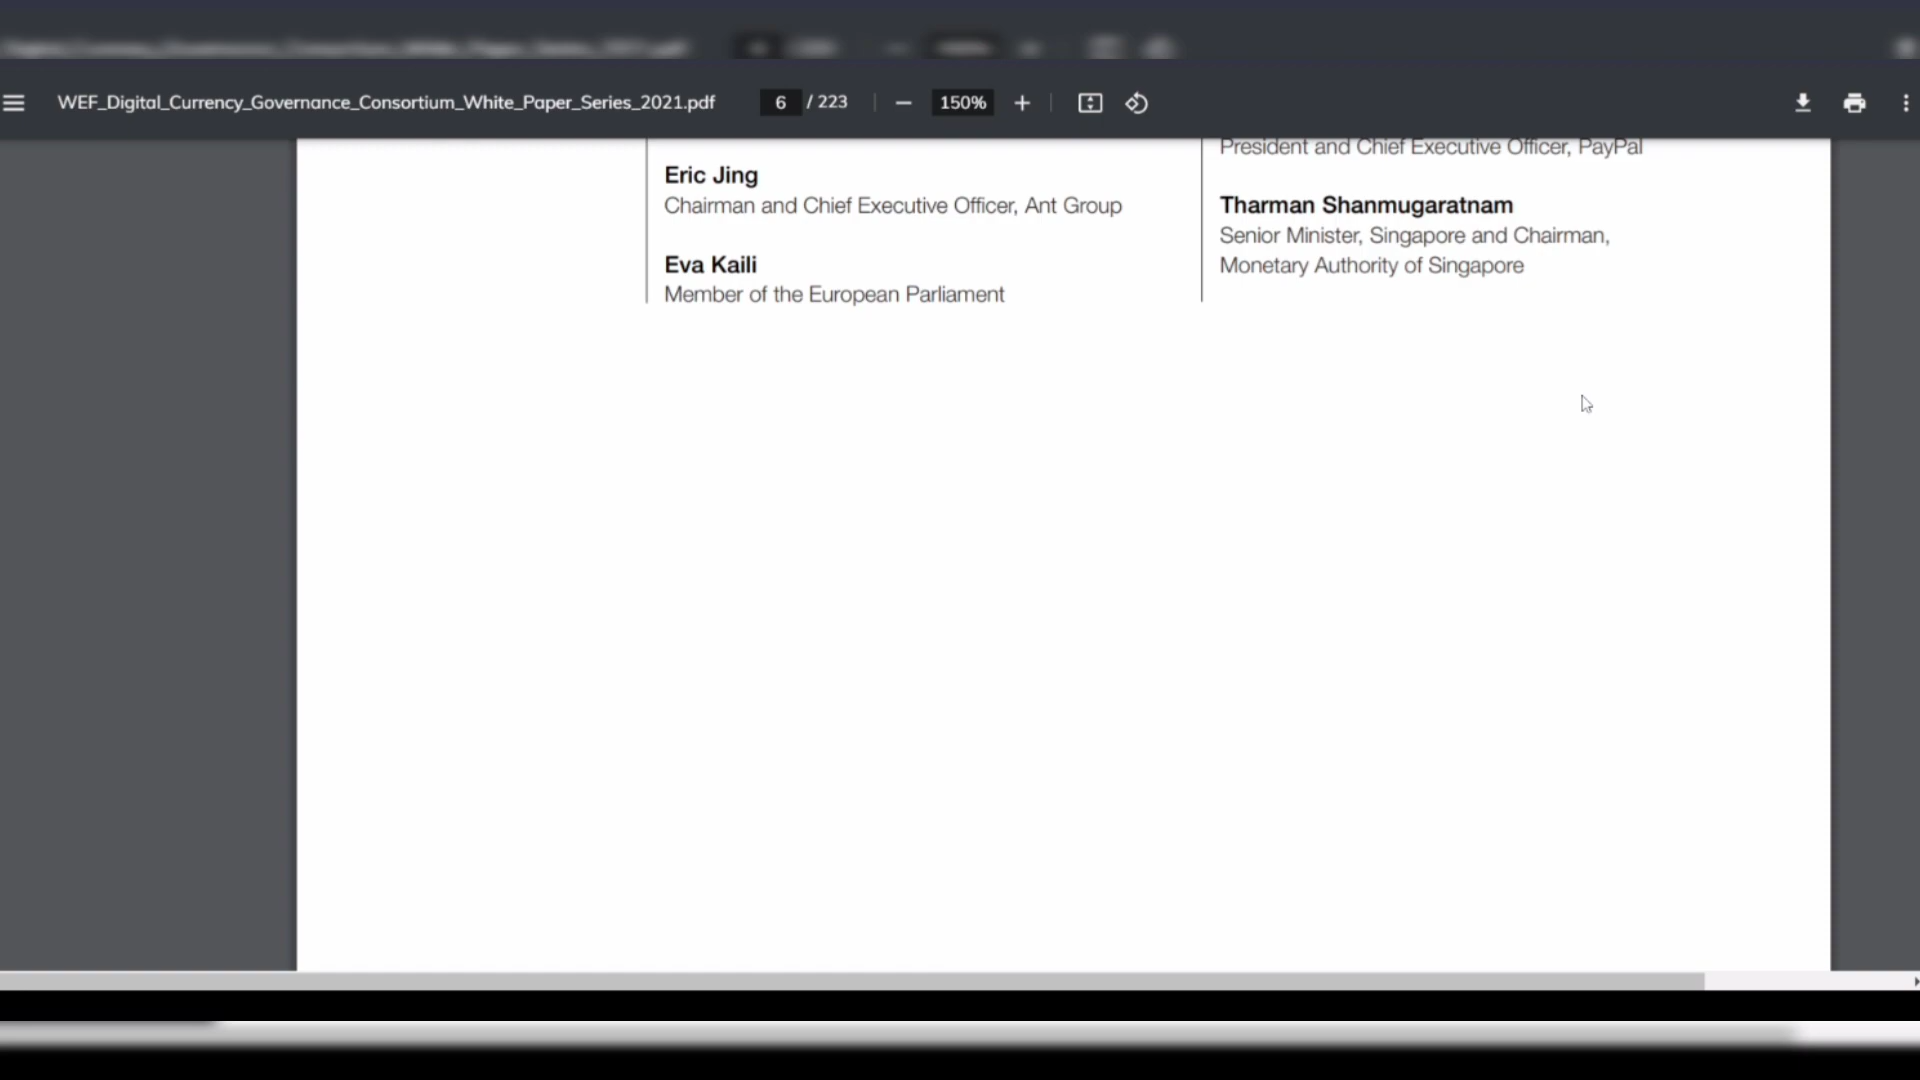 WEF_Digital_Currency_Governance_Consortium_White_Paper_Series_2021.pdf 6 / 223 150%
Eric Jing
Chairman and Chief Executive Officer, Ant Group
Eva Kaili
Member of the European Parliament
President and Chief Executive Officer, PayPal
Tharman Shanmugaratnam
Senior Minister, Singapore and Chairman,
Monetary Authority of Singapore